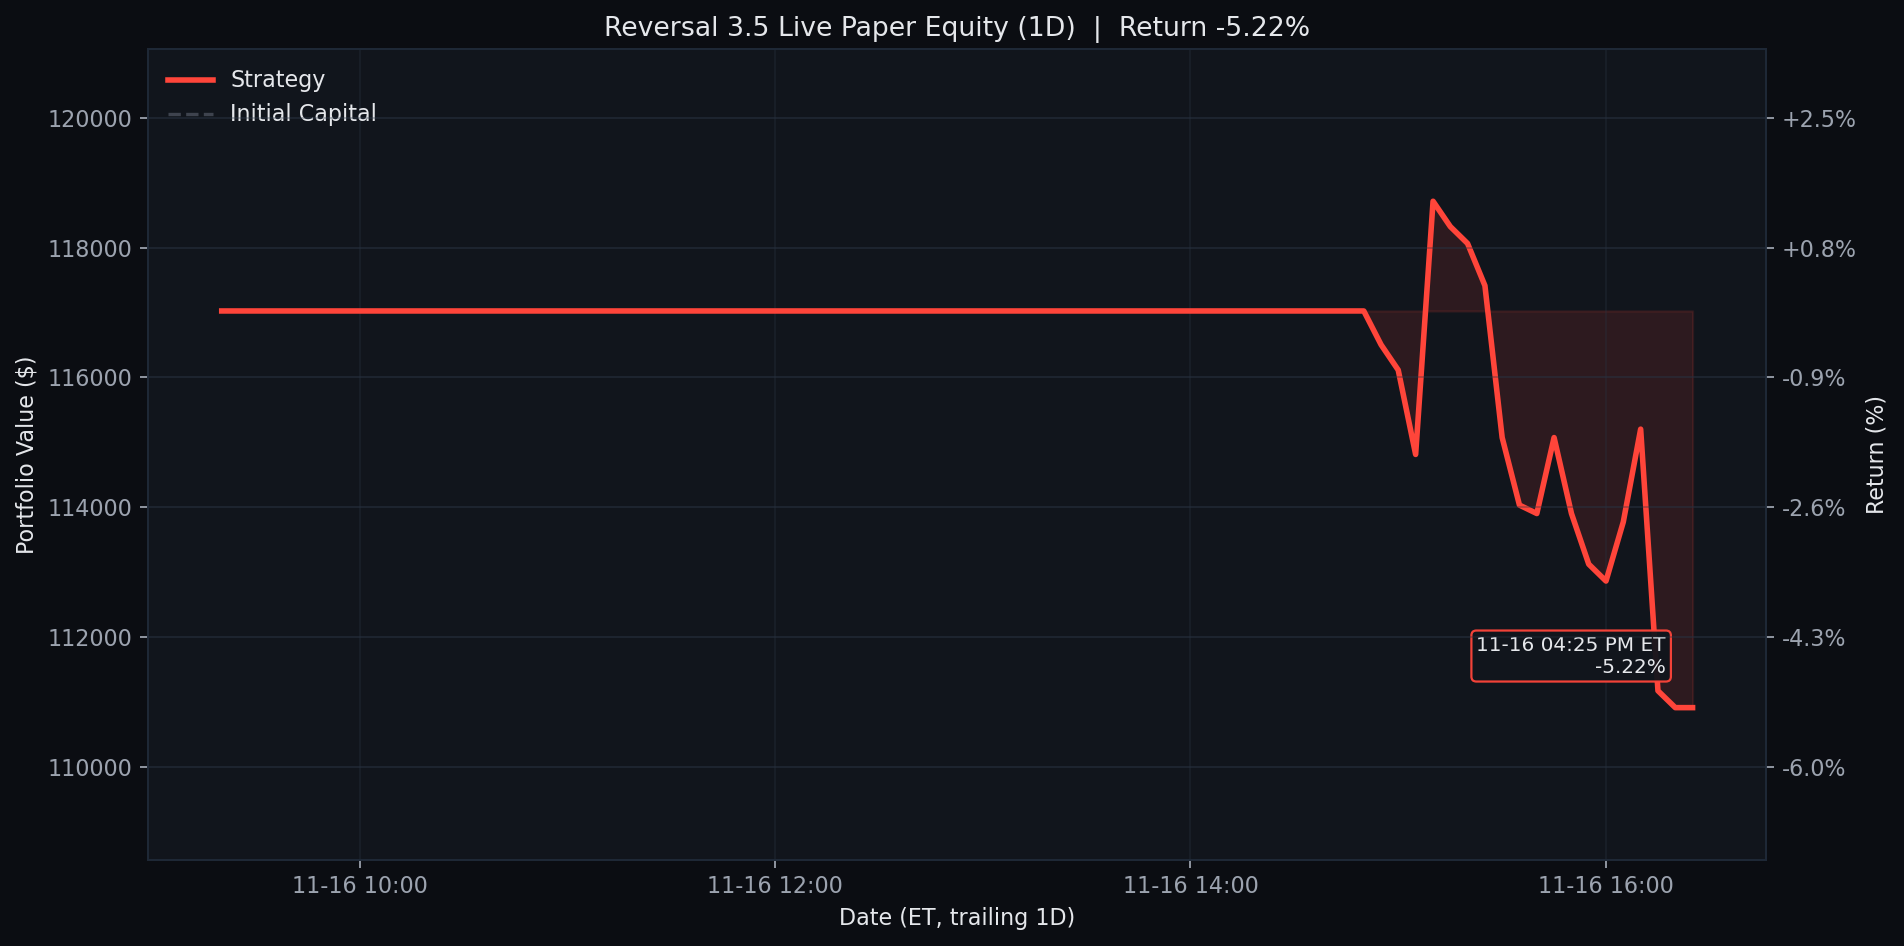 Reversal 3.5 Live Paper Equity (1D)  |  Return -5.22%
Strategy
Initial Capital
Portfolio Value ($)
120000
118000
116000
114000
112000
110000
+2.5%
+0.8%
-0.9%
-2.6%
-4.3%
-6.0%
Return (%)
11-16 04:25 PM ET
-5.22%
11-16 10:00
11-16 12:00
11-16 14:00
11-16 16:00
Date (ET, trailing 1D)